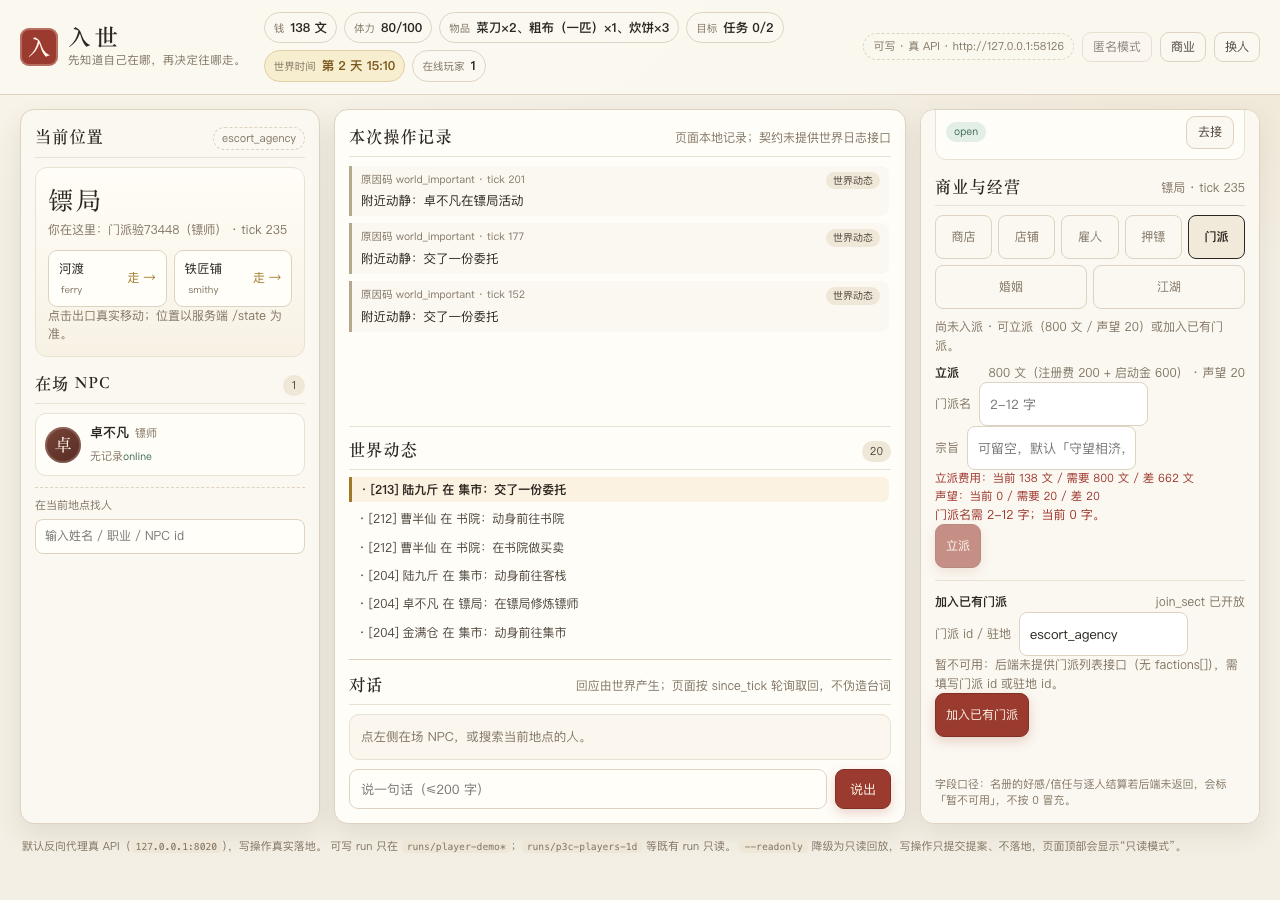 入
入世
先知道自己在哪，再决定往哪走。
钱 138 文
体力 80/100
物品 菜刀×2、粗布（一匹）×1、炊饼×3
目标 任务 0/2
世界时间 第 2 天 15:10
在线玩家 1
可写 · 真 API · http://127.0.0.1:58126
匿名模式
商业
换人
当前位置
escort_agency
镖局
你在这里：门派验73448（镖师） · tick 235
河渡
ferry
走 →
铁匠铺
smithy
走 →
点击出口真实移动；位置以服务端 /state 为
准。
在场 NPC
1
卓
卓不凡 镖师
无记录online
在当前地点找人
输入姓名 / 职业 / NPC id
本次操作记录
页面本地记录；契约未提供世界日志接口
原因码 world_important · tick 201
世界动态
附近动静：卓不凡在镖局活动
原因码 world_important · tick 177
世界动态
附近动静：交了一份委托
原因码 world_important · tick 152
世界动态
附近动静：交了一份委托
世界动态
20
· [213] 陆九斤 在 集市：交了一份委托
· [212] 曹半仙 在 书院：动身前往书院
· [212] 曹半仙 在 书院：在书院做买卖
· [204] 陆九斤 在 集市：动身前往客栈
· [204] 卓不凡 在 镖局：在镖局修炼镖师
· [204] 金满仓 在 集市：动身前往集市
对话
回应由世界产生；页面按 since_tick 轮询取回，不伪造台词
点左侧在场 NPC，或搜索当前地点的人。
说一句话（≤200 字）
说出
open
去接
商业与经营
镖局 · tick 235
商店
店铺
雇人
押镖
门派
婚姻
江湖
尚未入派 · 可立派（800 文 / 声望 20）或加入已有门
派。
立派
800 文（注册费 200 + 启动金 600） · 声望 20
门派名
2–12 字
宗旨
可留空，默认「守望相济，
立派费用：当前 138 文 / 需要 800 文 / 差 662 文
声望：当前 0 / 需要 20 / 差 20
门派名需 2–12 字；当前 0 字。
立派
加入已有门派
join_sect 已开放
门派 id / 驻地
escort_agency
暂不可用：后端未提供门派列表接口（无 factions[]），需
填写门派 id 或驻地 id。
加入已有门派
字段口径：名册的好感/信任与逐人结算若后端未返回，会标
「暂不可用」，不按 0 冒充。
默认反向代理真 API（ 127.0.0.1:8020 ），写操作真实落地。 可写 run 只在 runs/player-demo* ； runs/p3c-players-1d 等既有 run 只读。 --readonly 降级为只读回放，写操作只提交提案、不落地，页面顶部会显示“只读模式”。